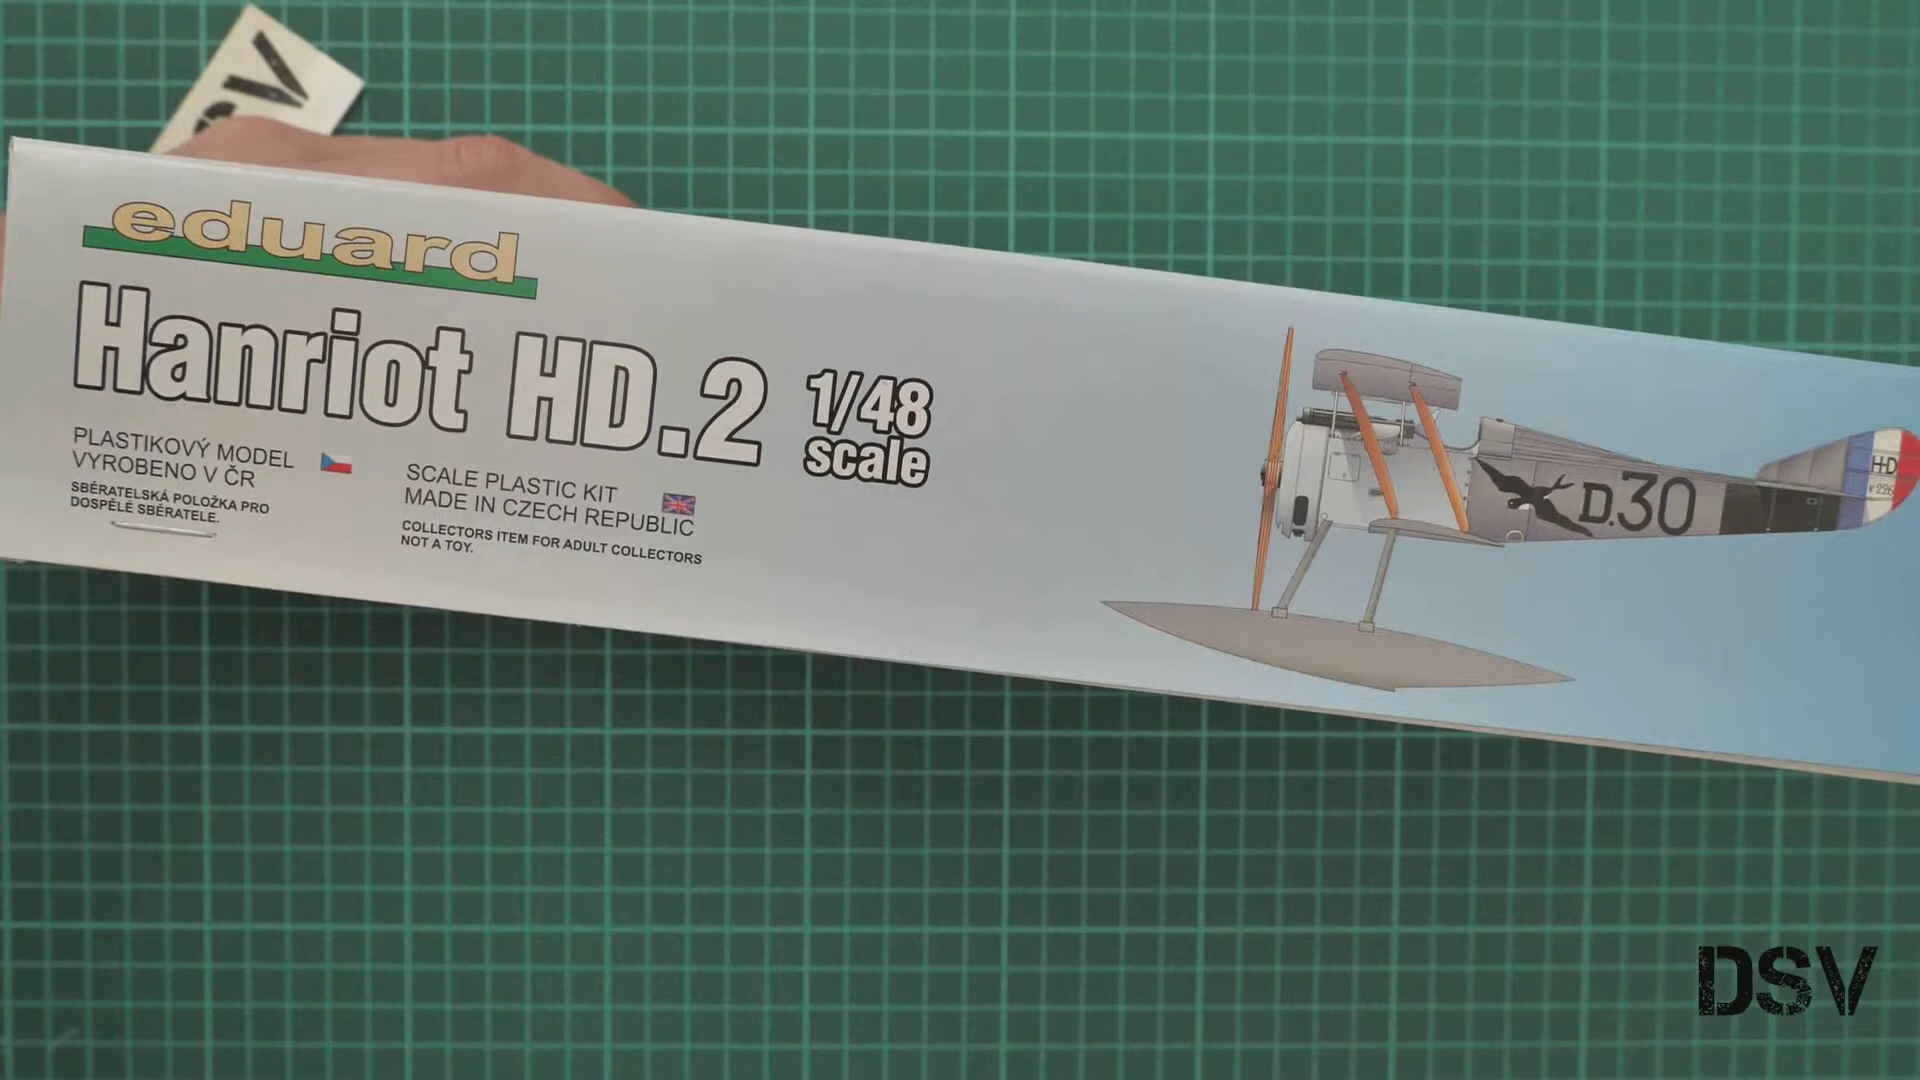 eduard
Hanriot HD.2
1/48
scale
PLASTIKOVÝ MODEL
VYROBENO V ČR
SBĚRATELSKÁ POLOŽKA PRO
DOSPĚLÉ SBĚRATELE.
SCALE PLASTIC KIT
MADE IN CZECH REPUBLIC
COLLECTORS ITEM FOR ADULT COLLECTORS
NOT A TOY.
D.30
H-D
DSV